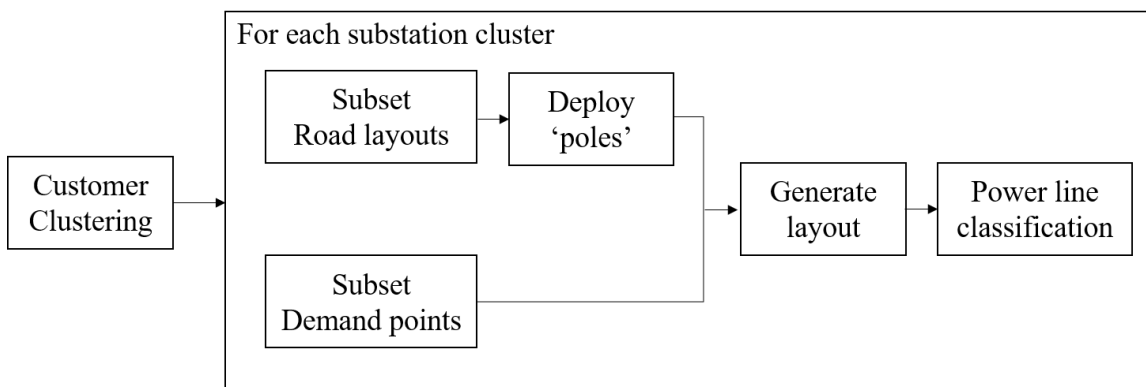 For each substation cluster
Subset
Road layouts
Deploy
‘poles’
Customer
Clustering
Generate
layout
Power line
classification
Subset
Demand points